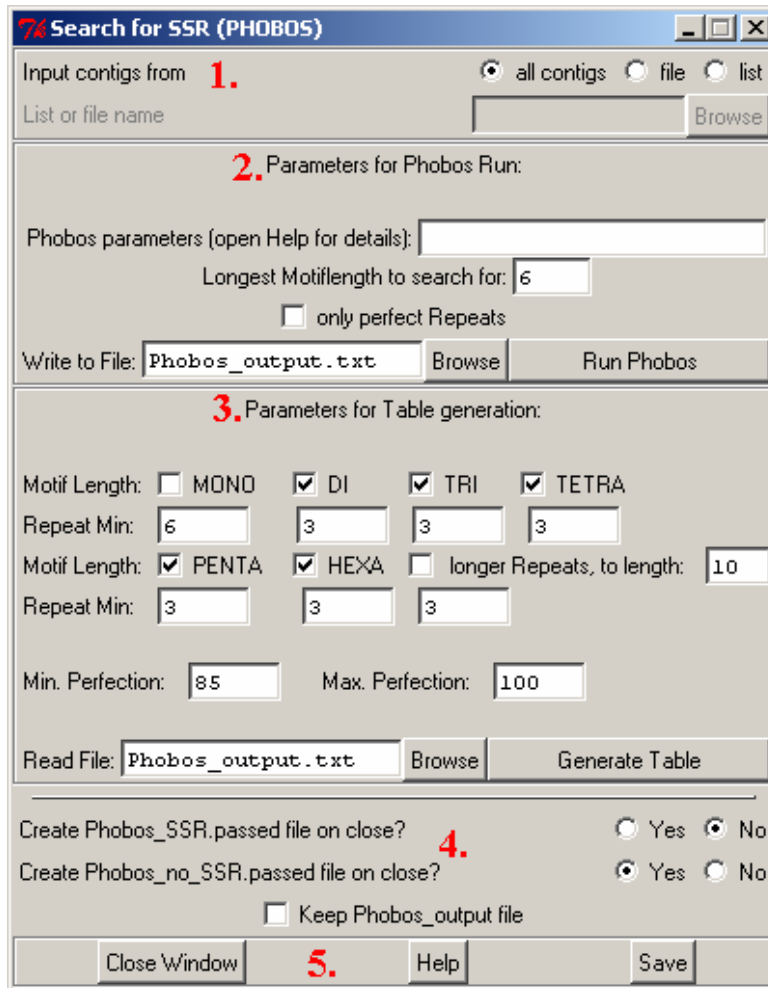 Search for SSR (PHOBOS)
Input contigs from 1. all contigs file list
List or file name Browse
2. Parameters for Phobos Run:
Phobos parameters (open Help for details):
Longest Motiflength to search for: 6
only perfect Repeats
Write to File: Phobos_output.txt Browse Run Phobos
3. Parameters for Table generation:
Motif Length: MONO DI TRI TETRA
Repeat Min: 6 3 3 3
Motif Length: PENTA HEXA longer Repeats, to length: 10
Repeat Min: 3 3 3
Min. Perfection: 85 Max. Perfection: 100
Read File: Phobos_output.txt Browse Generate Table
Create Phobos_SSR.passed file on close? Yes No
4.
Create Phobos_no_SSR.passed file on close? Yes No
Keep Phobos_output file
Close Window 5. Help Save